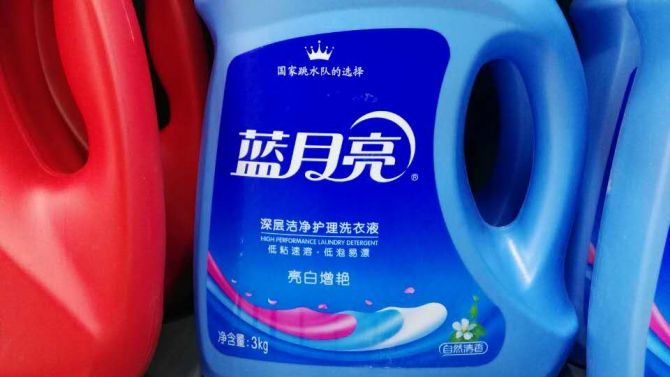 国家跳水队的选择
蓝月亮®
深层洁净护理洗衣液
HIGH PERFORMANCE LAUNDRY DETERGENT
低粘速溶·低泡易漂
亮白增艳
净含量:3kg
自然清香